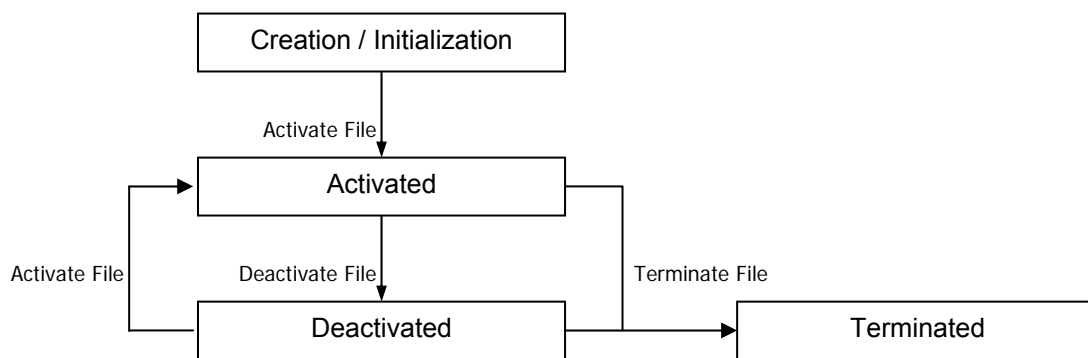 Creation / Initialization
Activate File
Activated
Activate File
Deactivate File
Terminate File
Deactivated
Terminated